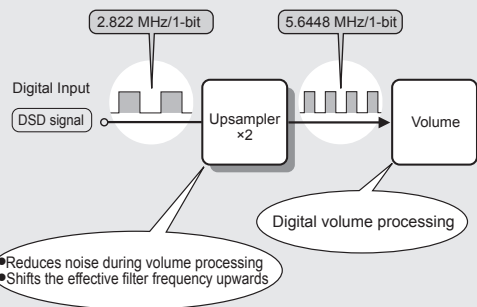 2.822 MHz/1-bit
5.6448 MHz/1-bit
Digital Input
DSD signal
Upsampler
×2
Volume
Digital volume processing
●Reduces noise during volume processing
●Shifts the effective filter frequency upwards